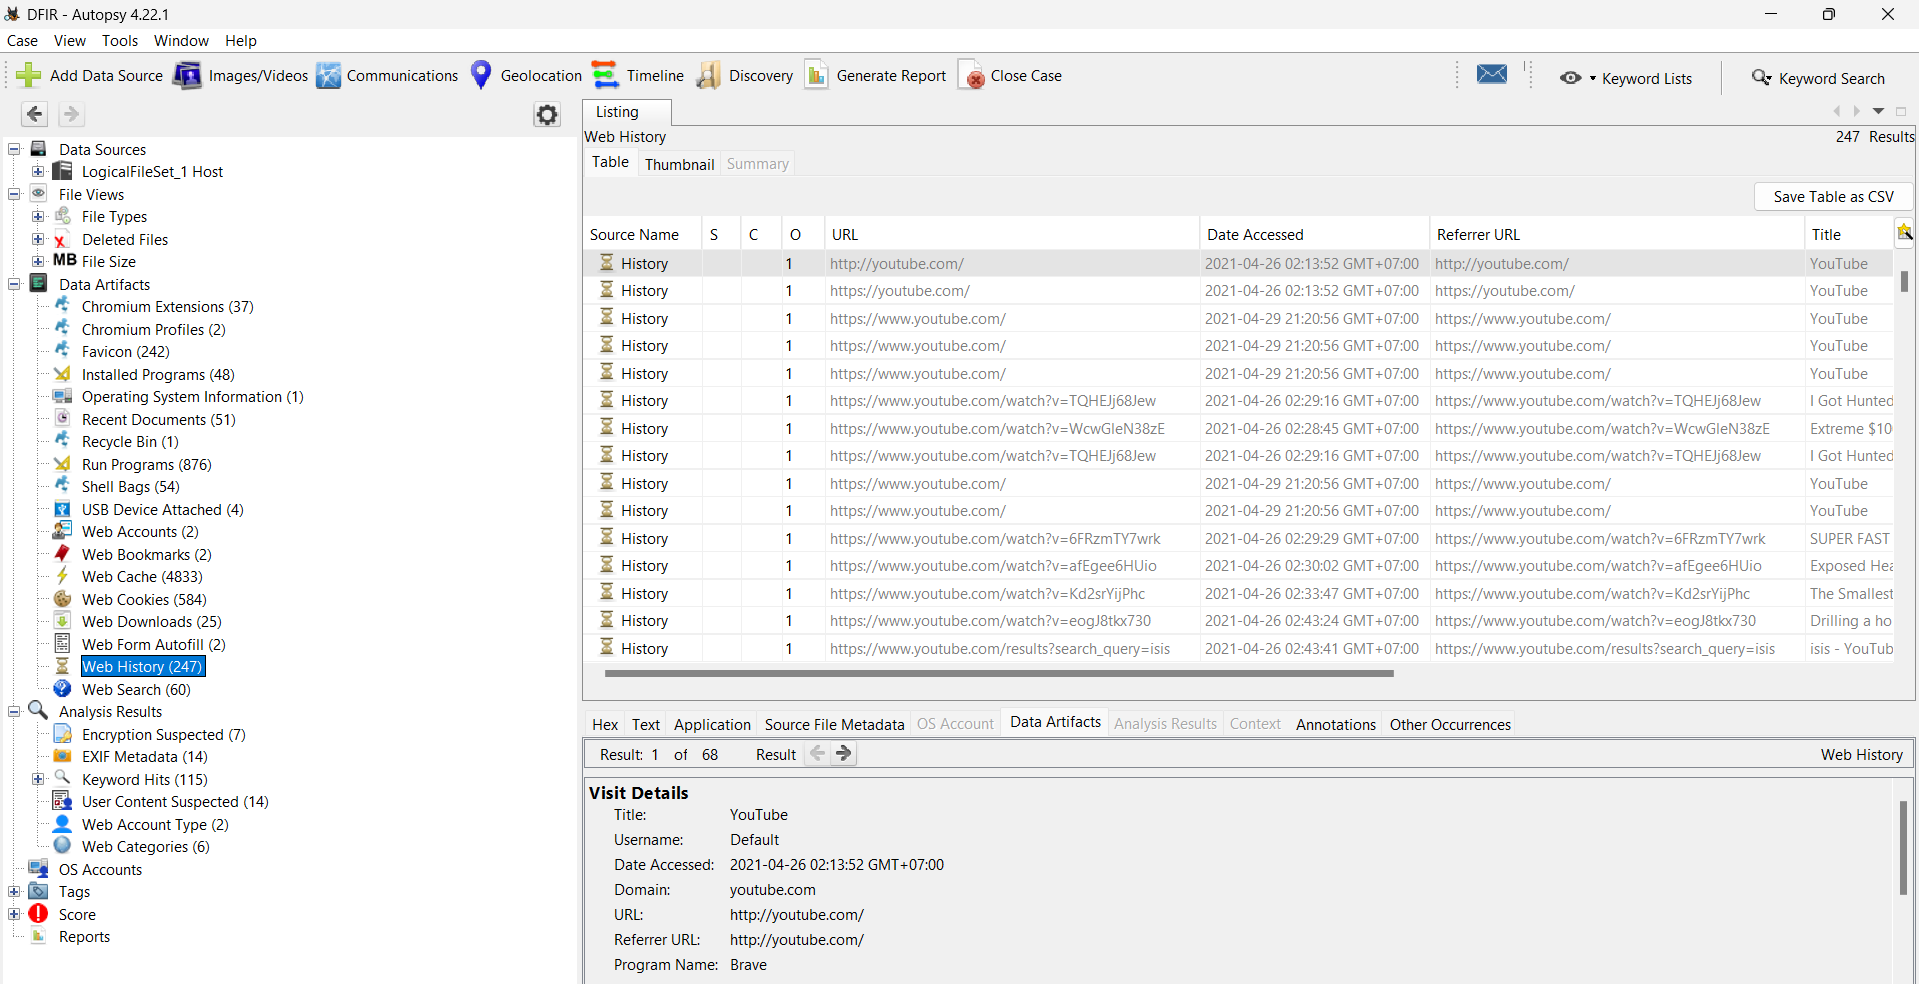 DFIR - Autopsy 4.22.1
Case View Tools Window Help
Add Data Source Images/Videos Communications Geolocation Timeline Discovery Generate Report Close Case Keyword Lists Keyword Search
Data Sources
LogicalFileSet_1 Host
File Views
File Types
Deleted Files
MB File Size
Data Artifacts
Chromium Extensions (37)
Chromium Profiles (2)
Favicon (242)
Installed Programs (48)
Operating System Information (1)
Recent Documents (51)
Recycle Bin (1)
Run Programs (876)
Shell Bags (54)
USB Device Attached (4)
Web Accounts (2)
Web Bookmarks (2)
Web Cache (4833)
Web Cookies (584)
Web Downloads (25)
Web Form Autofill (2)
Web History (247)
Web Search (60)
Analysis Results
Encryption Suspected (7)
EXIF Metadata (14)
Keyword Hits (115)
User Content Suspected (14)
Web Account Type (2)
Web Categories (6)
OS Accounts
Tags
Score
Reports
Listing
Web History 247 Results
Table Thumbnail Summary
Save Table as CSV
Source Name S C O URL Date Accessed Referrer URL Title
History 1 http://youtube.com/ 2021-04-26 02:13:52 GMT+07:00 http://youtube.com/ YouTube
History 1 https://youtube.com/ 2021-04-26 02:13:52 GMT+07:00 https://youtube.com/ YouTube
History 1 https://www.youtube.com/ 2021-04-29 21:20:56 GMT+07:00 https://www.youtube.com/ YouTube
History 1 https://www.youtube.com/ 2021-04-29 21:20:56 GMT+07:00 https://www.youtube.com/ YouTube
History 1 https://www.youtube.com/ 2021-04-29 21:20:56 GMT+07:00 https://www.youtube.com/ YouTube
History 1 https://www.youtube.com/watch?v=TQHEJj68Jew 2021-04-26 02:29:16 GMT+07:00 https://www.youtube.com/watch?v=TQHEJj68Jew I Got Hunted
History 1 https://www.youtube.com/watch?v=WcwGleN38zE 2021-04-26 02:28:45 GMT+07:00 https://www.youtube.com/watch?v=WcwGleN38zE Extreme $10
History 1 https://www.youtube.com/watch?v=TQHEJj68Jew 2021-04-26 02:29:16 GMT+07:00 https://www.youtube.com/watch?v=TQHEJj68Jew I Got Hunted
History 1 https://www.youtube.com/ 2021-04-29 21:20:56 GMT+07:00 https://www.youtube.com/ YouTube
History 1 https://www.youtube.com/ 2021-04-29 21:20:56 GMT+07:00 https://www.youtube.com/ YouTube
History 1 https://www.youtube.com/watch?v=6FRzmTY7wrk 2021-04-26 02:29:29 GMT+07:00 https://www.youtube.com/watch?v=6FRzmTY7wrk SUPER FAST
History 1 https://www.youtube.com/watch?v=afEgee6HUio 2021-04-26 02:30:02 GMT+07:00 https://www.youtube.com/watch?v=afEgee6HUio Exposed Hea
History 1 https://www.youtube.com/watch?v=Kd2srYijPhc 2021-04-26 02:33:47 GMT+07:00 https://www.youtube.com/watch?v=Kd2srYijPhc The Smallest
History 1 https://www.youtube.com/watch?v=eogJ8tkx730 2021-04-26 02:43:24 GMT+07:00 https://www.youtube.com/watch?v=eogJ8tkx730 Drilling a ho
History 1 https://www.youtube.com/results?search_query=isis 2021-04-26 02:43:41 GMT+07:00 https://www.youtube.com/results?search_query=isis isis - YouTub
Hex Text Application Source File Metadata OS Account Data Artifacts Analysis Results Context Annotations Other Occurrences
Result: 1 of 68 Result Web History
Visit Details
Title: YouTube
Username: Default
Date Accessed: 2021-04-26 02:13:52 GMT+07:00
Domain: youtube.com
URL: http://youtube.com/
Referrer URL: http://youtube.com/
Program Name: Brave